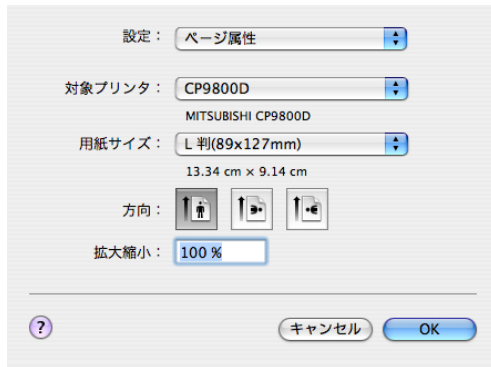 設定： ページ属性
対象プリンタ： CP9800D
MITSUBISHI CP9800D
用紙サイズ： L 判(89x127mm)
13.34 cm × 9.14 cm
方向：
拡大縮小： 100 %
? キャンセル OK